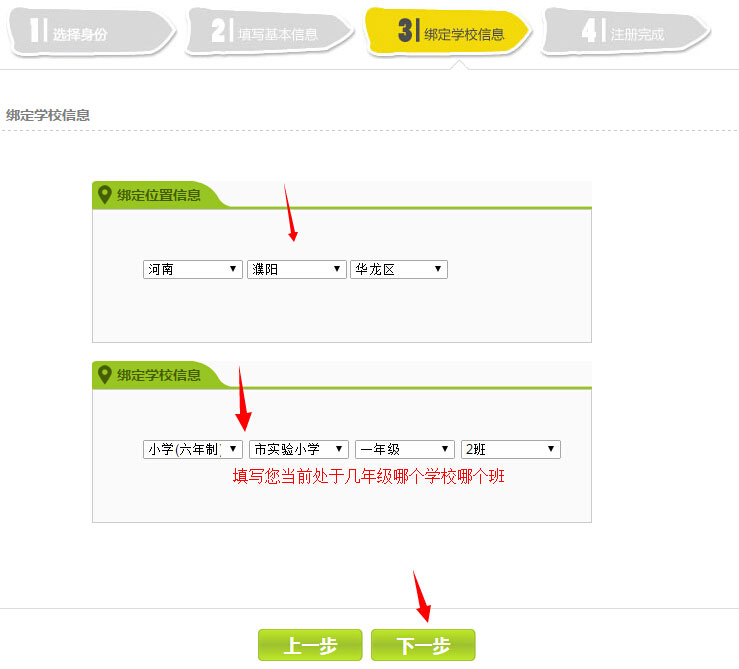 1 选择身份
2 填写基本信息
3 绑定学校信息
4 注册完成
绑定学校信息
绑定位置信息
河南 濮阳 华龙区
绑定学校信息
小学(六年制) 市实验小学 一年级 2班
填写您当前处于几年级哪个学校哪个班
上一步 下一步